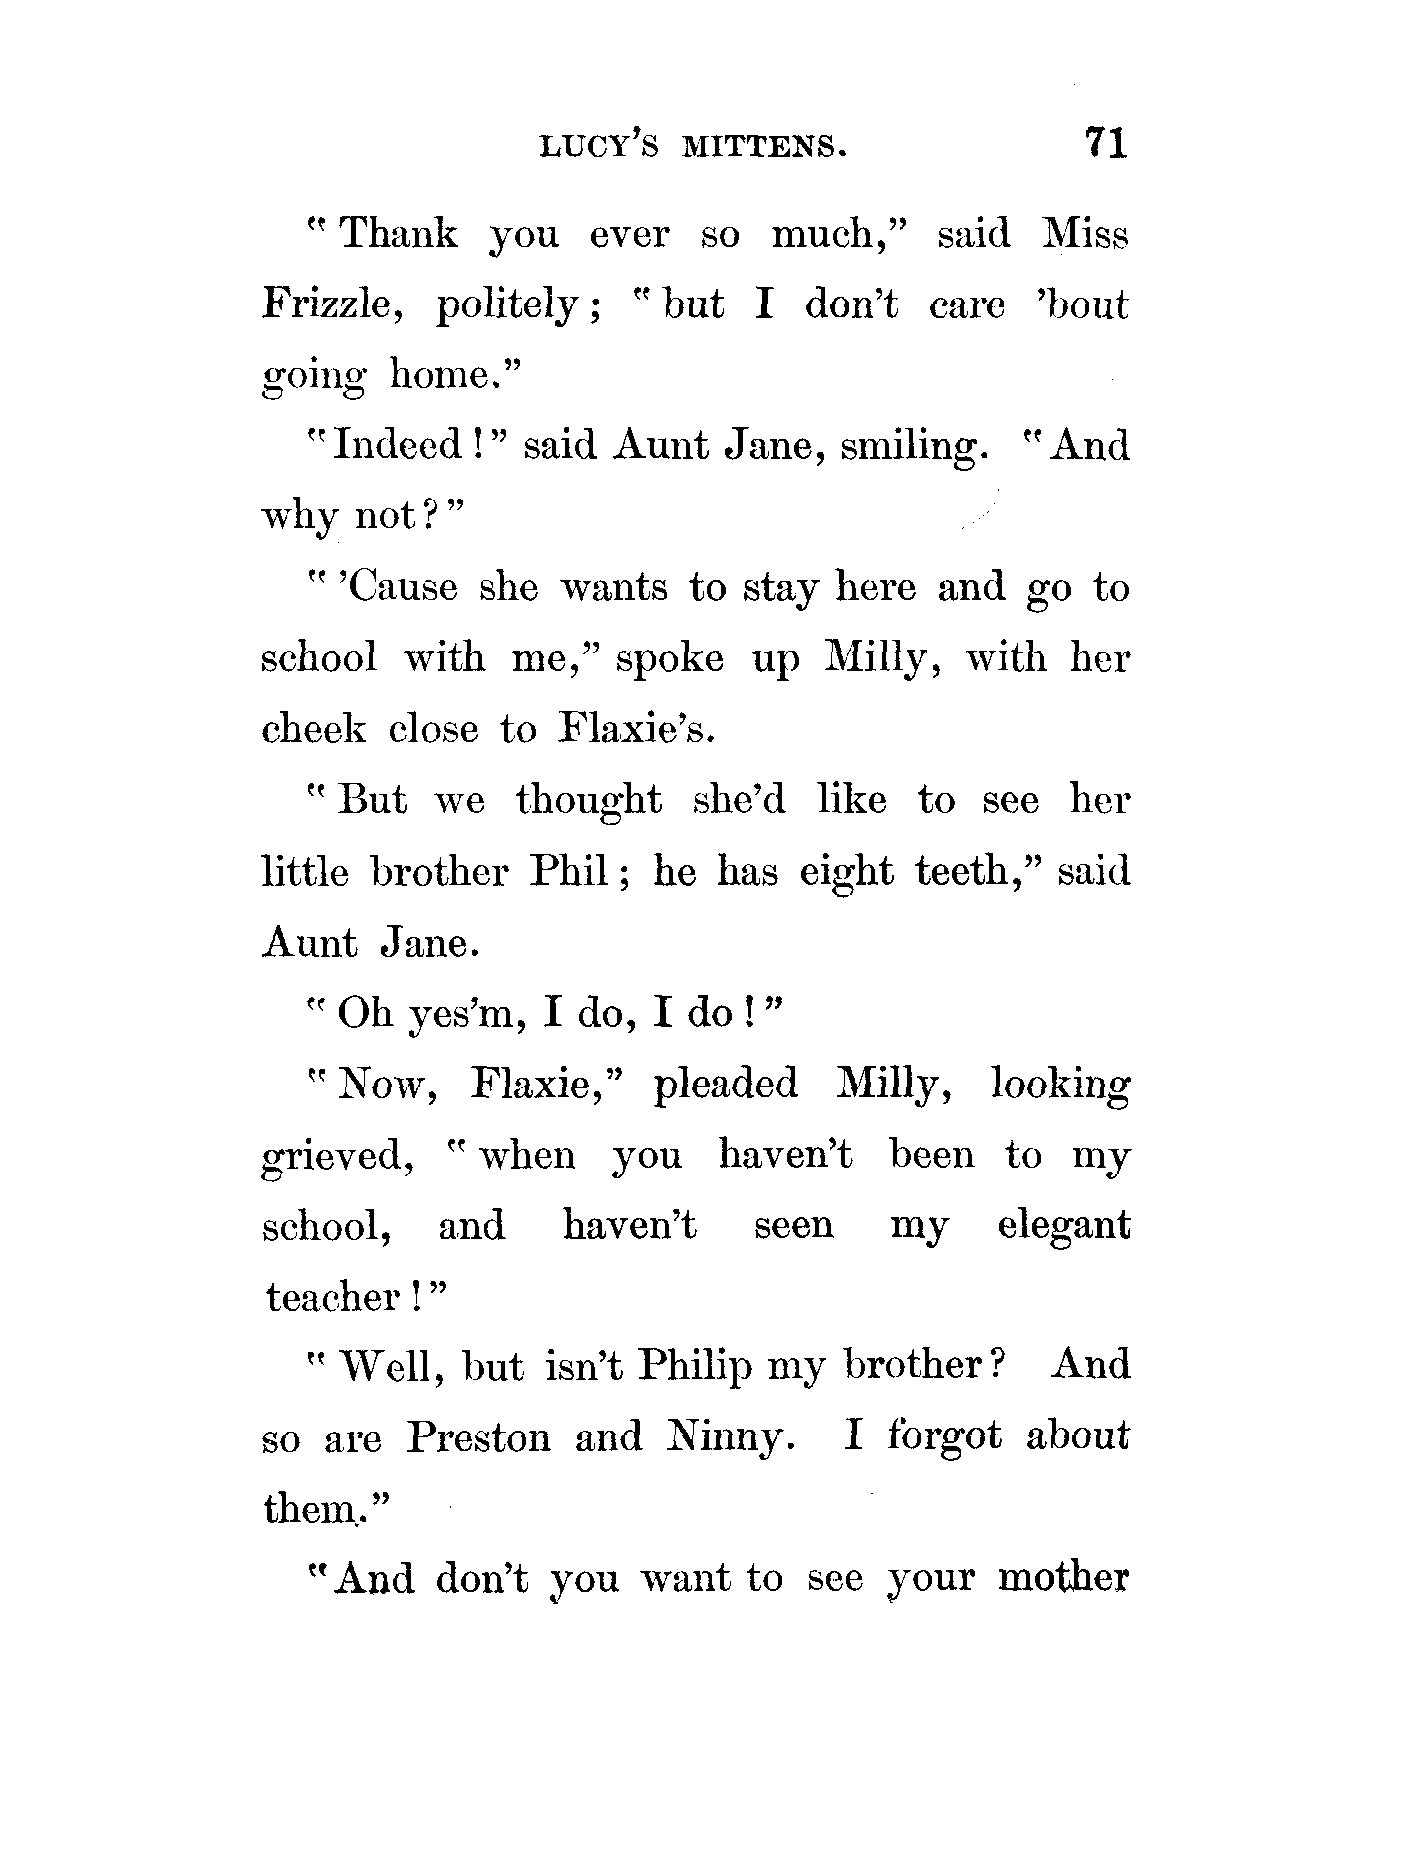 LUCY'S MITTENS. 71
“Thank you ever so much,” said Miss
Frizzle, politely; “but I don't care 'bout
going home.”
“Indeed!” said Aunt Jane, smiling. “And
why not?”
“'Cause she wants to stay here and go to
school with me,” spoke up Milly, with her
cheek close to Flaxie's.
“But we thought she'd like to see her
little brother Phil; he has eight teeth,” said
Aunt Jane.
“Oh yes'm, I do, I do!”
“Now, Flaxie,” pleaded Milly, looking
grieved, “when you haven't been to my
school, and haven't seen my elegant
teacher!”
“Well, but isn't Philip my brother? And
so are Preston and Ninny. I forgot about
them.”
“And don't you want to see your mother